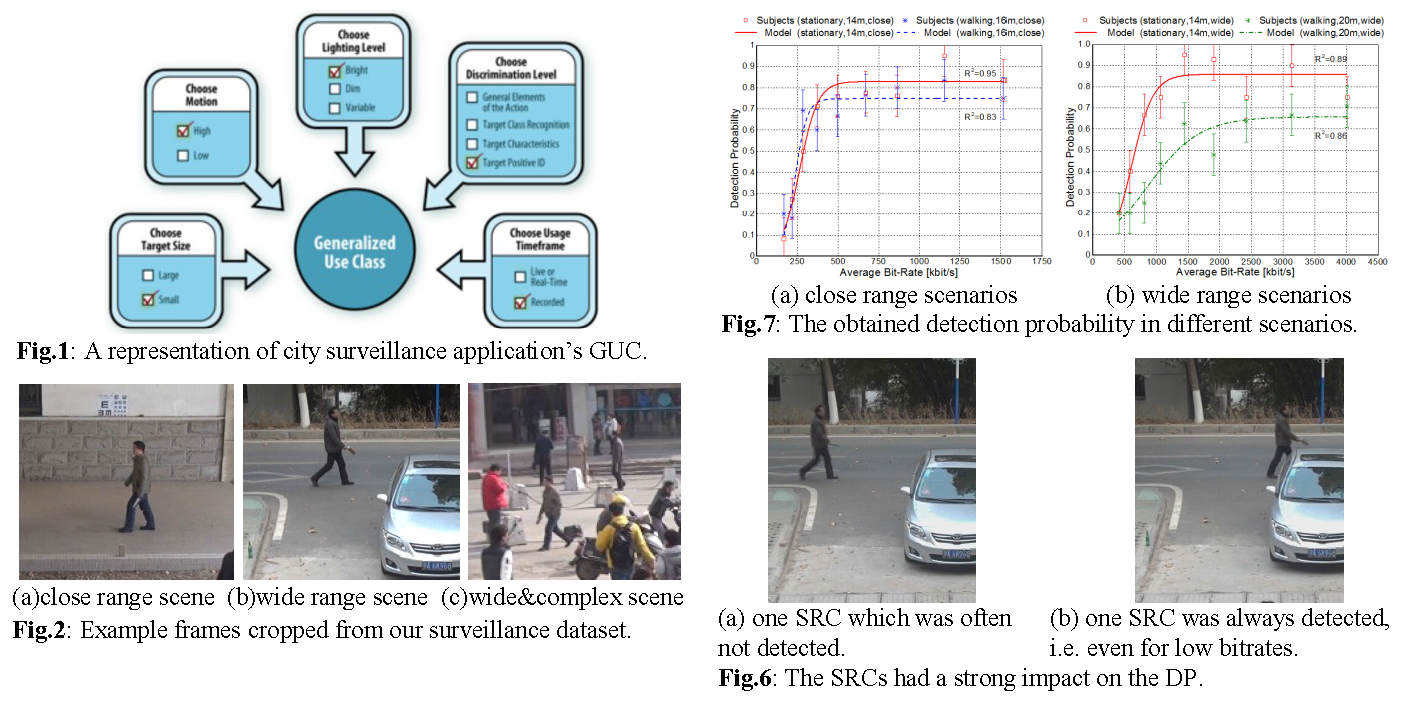 Choose
Lighting Level
Bright
Dim
Variable
Choose
Motion
High
Low
Choose
Discrimination Level
General Elements
of the Action
Target Class Recognition
Target Characteristics
Target Positive ID
Choose
Target Size
Large
Small
Generalized
Use Class
Choose Usage
Timeframe
Live or
Real-Time
Recorded
Fig.1: A representation of city surveillance application's GUC.
(a)close range scene (b)wide range scene (c)wide&complex scene
Fig.2: Example frames cropped from our surveillance dataset.
Subjects (stationary,14m,close) Subjects (walking,16m,close)
Model (stationary,14m,close) Model (walking,16m,close)
Detection Probability
1
0.9
0.8
0.7
0.6
0.5
0.4
0.3
0.2
0.1
R²=0.95
R²=0.83
0 250 500 750 1000 1250 1500 1750
Average Bit-Rate [kbit/s]
(a) close range scenarios
Subjects (stationary,14m,wide) Subjects (walking,20m,wide)
Model (stationary,14m,wide) Model (walking,20m,wide)
Detection Probability
1.0
0.9
0.8
0.7
0.6
0.5
0.4
0.3
0.2
0.1
R²=0.89
R²=0.86
0 500 1000 1500 2000 2500 3000 3500 4000 4500
Average Bit-Rate [kbit/s]
(b) wide range scenarios
Fig.7: The obtained detection probability in different scenarios.
(a) one SRC which was often
not detected.
(b) one SRC was always detected,
i.e. even for low bitrates.
Fig.6: The SRCs had a strong impact on the DP.